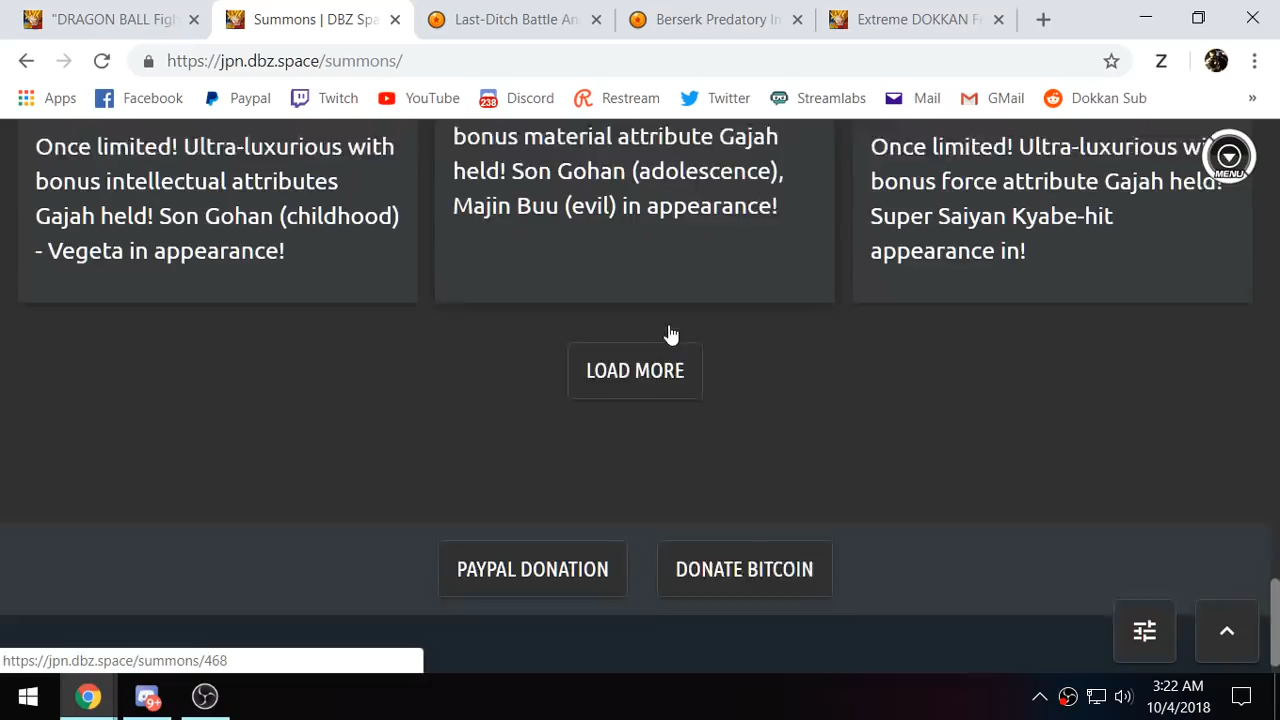 "DRAGON BALL Figh
Summons | DBZ Spa
Last-Ditch Battle An
Berserk Predatory In
Extreme DOKKAN Fe
https://jpn.dbz.space/summons/
Z
Apps
Facebook
Paypal
Twitch
YouTube
238
Discord
Restream
Twitter
Streamlabs
Mail
GMail
Dokkan Sub
»
Once limited! Ultra-luxurious with
bonus intellectual attributes
Gajah held! Son Gohan (childhood)
- Vegeta in appearance!
bonus material attribute Gajah
held! Son Gohan (adolescence),
Majin Buu (evil) in appearance!
Once limited! Ultra-luxurious wi
bonus force attribute Gajah held!
Super Saiyan Kyabe-hit
appearance in!
MENU
LOAD MORE
PAYPAL DONATION
DONATE BITCOIN
https://jpn.dbz.space/summons/468
9+
3:22 AM
10/4/2018